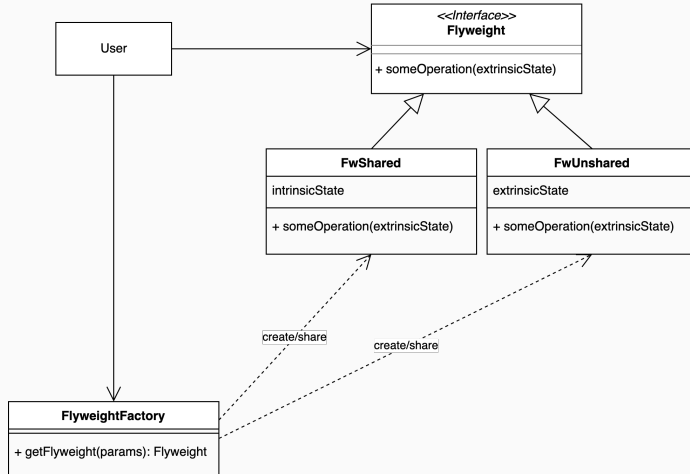 <<Interface>>
Flyweight
User
+ someOperation(extrinsicState)
FwShared
intrinsicState
+ someOperation(extrinsicState)
FwUnshared
extrinsicState
+ someOperation(extrinsicState)
create/share
create/share
FlyweightFactory
+ getFlyweight(params): Flyweight